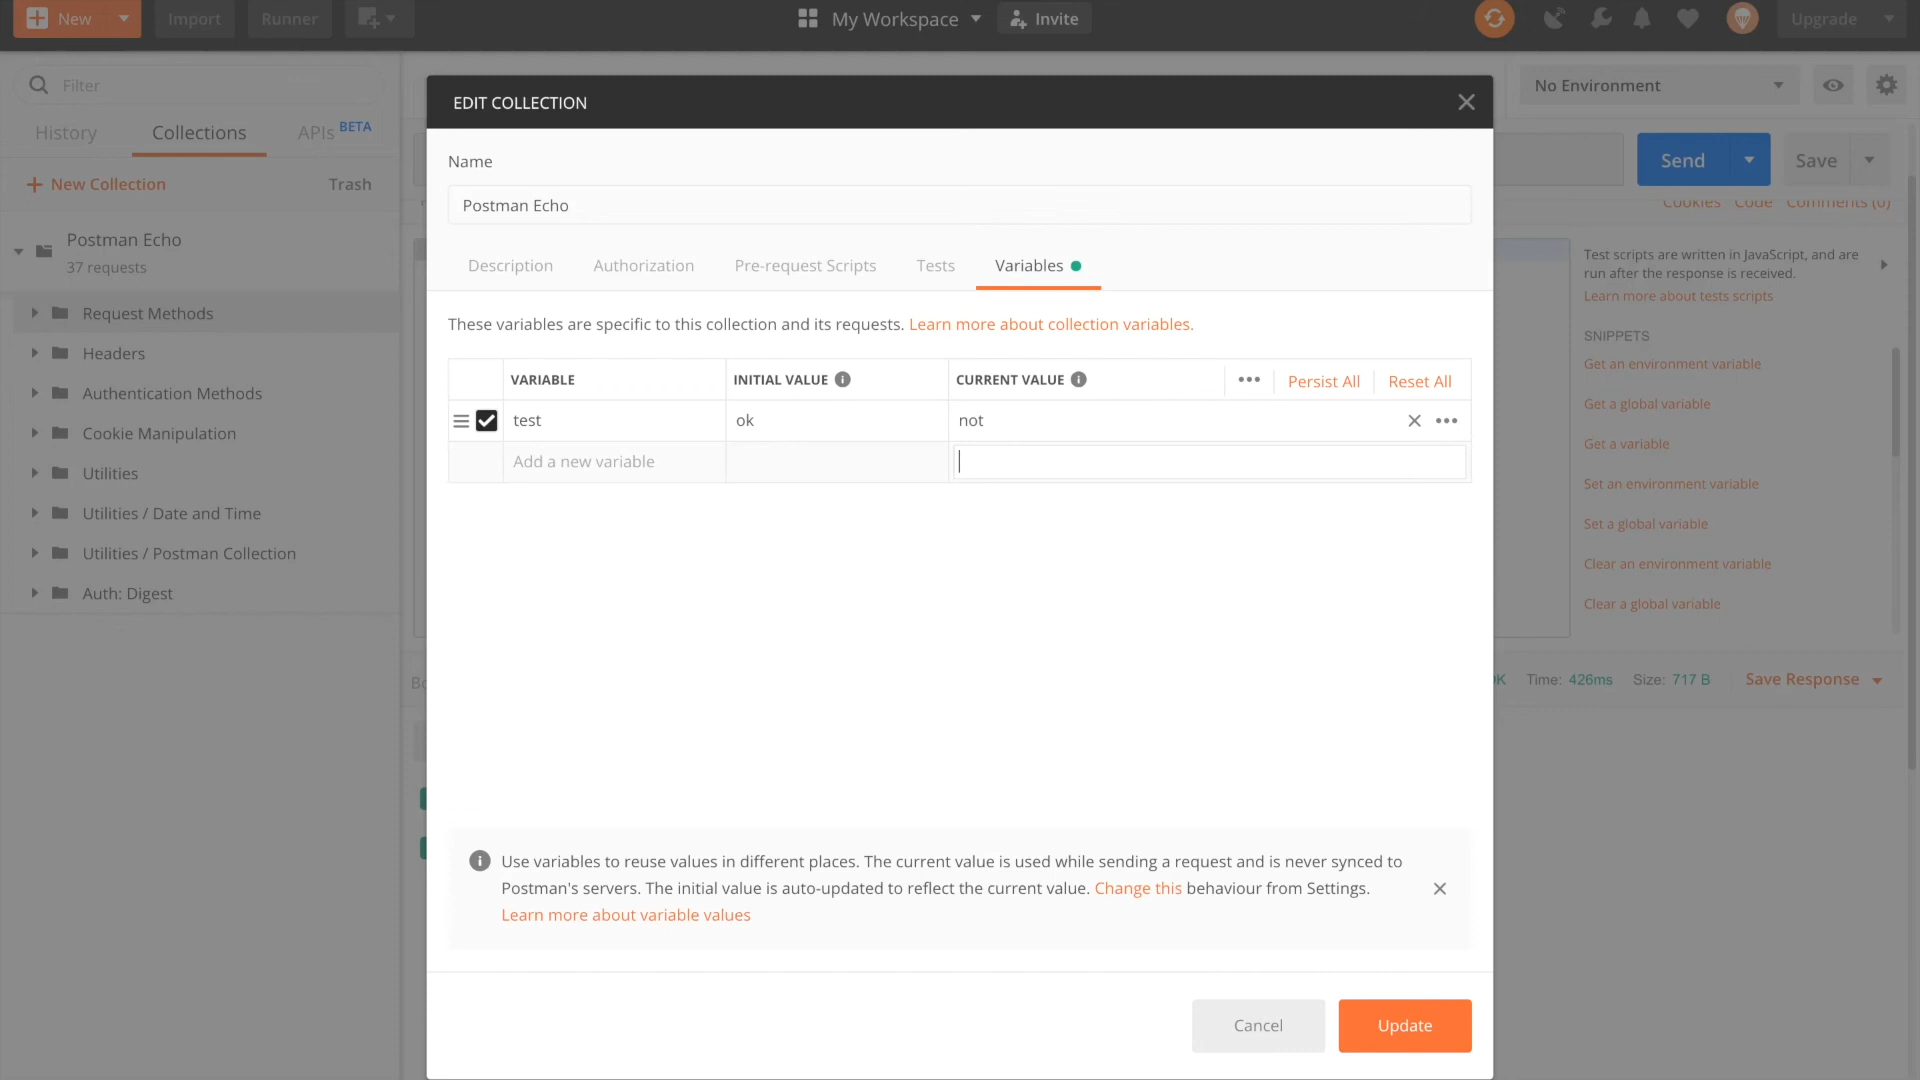 New
Import
Runner
My Workspace
Invite
Upgrade
Filter
No Environment
History
Collections
APIs BETA
New Collection
Trash
Send
Save
Cookies Code Comments (0)
Postman Echo
37 requests
Request Methods
Headers
Authentication Methods
Cookie Manipulation
Utilities
Utilities / Date and Time
Utilities / Postman Collection
Auth: Digest
EDIT COLLECTION
Name
Postman Echo
Description
Authorization
Pre-request Scripts
Tests
Variables
These variables are specific to this collection and its requests. Learn more about collection variables.
VARIABLE
INITIAL VALUE
CURRENT VALUE
Persist All
Reset All
test
ok
not
Add a new variable
Use variables to reuse values in different places. The current value is used while sending a request and is never synced to
Postman's servers. The initial value is auto-updated to reflect the current value. Change this behaviour from Settings.
Learn more about variable values
Cancel
Update
Test scripts are written in JavaScript, and are
run after the response is received.
Learn more about tests scripts
SNIPPETS
Get an environment variable
Get a global variable
Get a variable
Set an environment variable
Set a global variable
Clear an environment variable
Clear a global variable
Time: 426ms Size: 717 B
Save Response